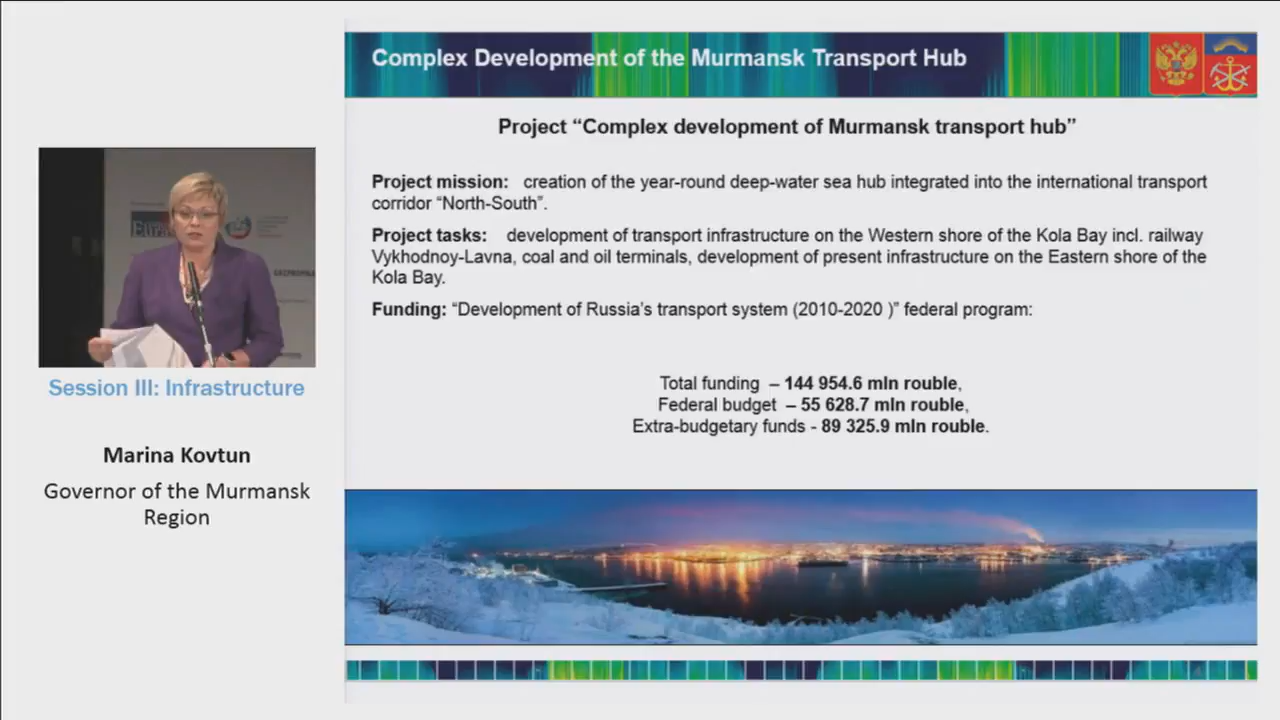 Complex Development of the Murmansk Transport Hub
Project “Complex development of Murmansk transport hub”
Project mission: creation of the year-round deep-water sea hub integrated into the international transport
corridor “North-South”.
Project tasks: development of transport infrastructure on the Western shore of the Kola Bay incl. railway
Vykhodnoy-Lavna, coal and oil terminals, development of present infrastructure on the Eastern shore of the
Kola Bay.
Funding: “Development of Russia’s transport system (2010-2020 )” federal program:
Total funding – 144 954.6 mln rouble,
Federal budget – 55 628.7 mln rouble,
Extra-budgetary funds - 89 325.9 mln rouble.
Session III: Infrastructure
Marina Kovtun
Governor of the Murmansk
Region